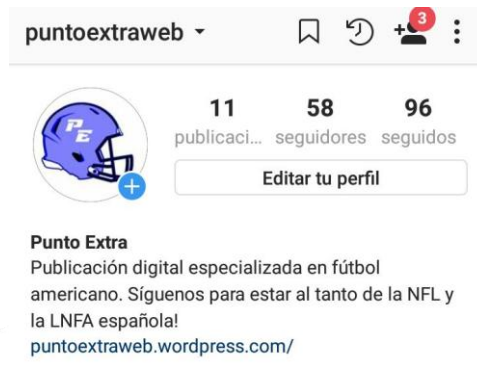 puntoextraweb
3
PE
11 58 96
publicaci... seguidores seguidos
Editar tu perfil
Punto Extra
Publicación digital especializada en fútbol
americano. Síguenos para estar al tanto de la NFL y
la LNFA española!
puntoextraweb.wordpress.com/